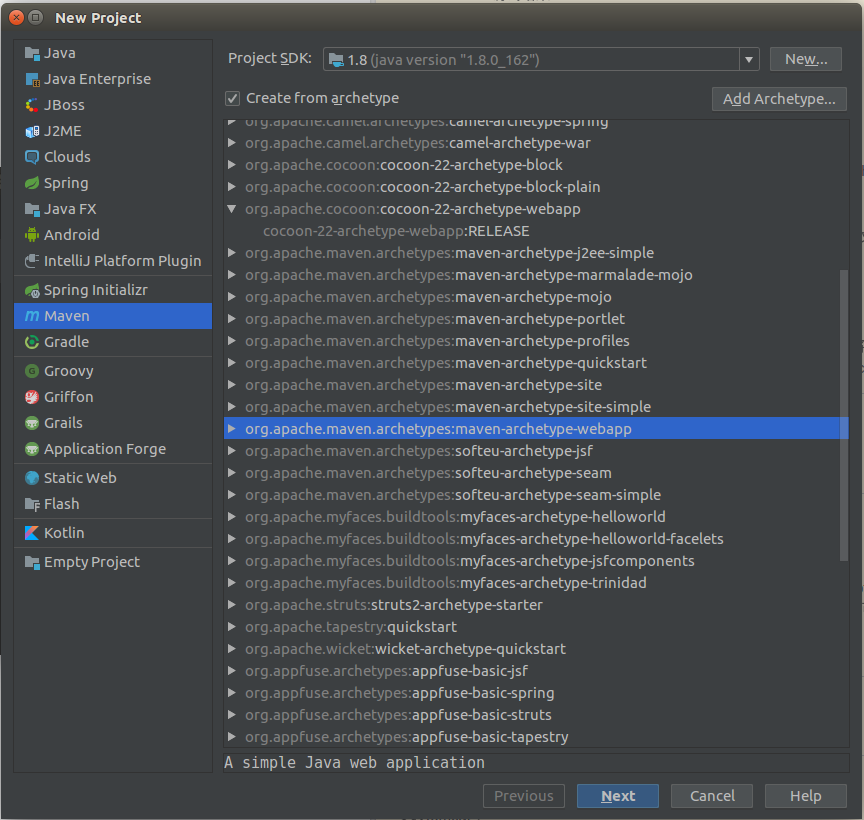 New Project
Java
Java Enterprise
JBoss
J2ME
Clouds
Spring
Java FX
Android
IntelliJ Platform Plugin
Spring Initializr
Maven
Gradle
Groovy
Griffon
Grails
Application Forge
Static Web
Flash
Kotlin
Empty Project
Project SDK: 1.8 (java version "1.8.0_162") New...
Create from archetype Add Archetype...
org.apache.camel.archetypes:camel-archetype-spring
org.apache.camel.archetypes:camel-archetype-war
org.apache.cocoon:cocoon-22-archetype-block
org.apache.cocoon:cocoon-22-archetype-block-plain
org.apache.cocoon:cocoon-22-archetype-webapp
cocoon-22-archetype-webapp:RELEASE
org.apache.maven.archetypes:maven-archetype-j2ee-simple
org.apache.maven.archetypes:maven-archetype-marmalade-mojo
org.apache.maven.archetypes:maven-archetype-mojo
org.apache.maven.archetypes:maven-archetype-portlet
org.apache.maven.archetypes:maven-archetype-profiles
org.apache.maven.archetypes:maven-archetype-quickstart
org.apache.maven.archetypes:maven-archetype-site
org.apache.maven.archetypes:maven-archetype-site-simple
org.apache.maven.archetypes:maven-archetype-webapp
org.apache.maven.archetypes:softeu-archetype-jsf
org.apache.maven.archetypes:softeu-archetype-seam
org.apache.maven.archetypes:softeu-archetype-seam-simple
org.apache.myfaces.buildtools:myfaces-archetype-helloworld
org.apache.myfaces.buildtools:myfaces-archetype-helloworld-facelets
org.apache.myfaces.buildtools:myfaces-archetype-jsfcomponents
org.apache.myfaces.buildtools:myfaces-archetype-trinidad
org.apache.struts:struts2-archetype-starter
org.apache.tapestry:quickstart
org.apache.wicket:wicket-archetype-quickstart
org.appfuse.archetypes:appfuse-basic-jsf
org.appfuse.archetypes:appfuse-basic-spring
org.appfuse.archetypes:appfuse-basic-struts
org.appfuse.archetypes:appfuse-basic-tapestry
A simple Java web application
Previous Next Cancel Help